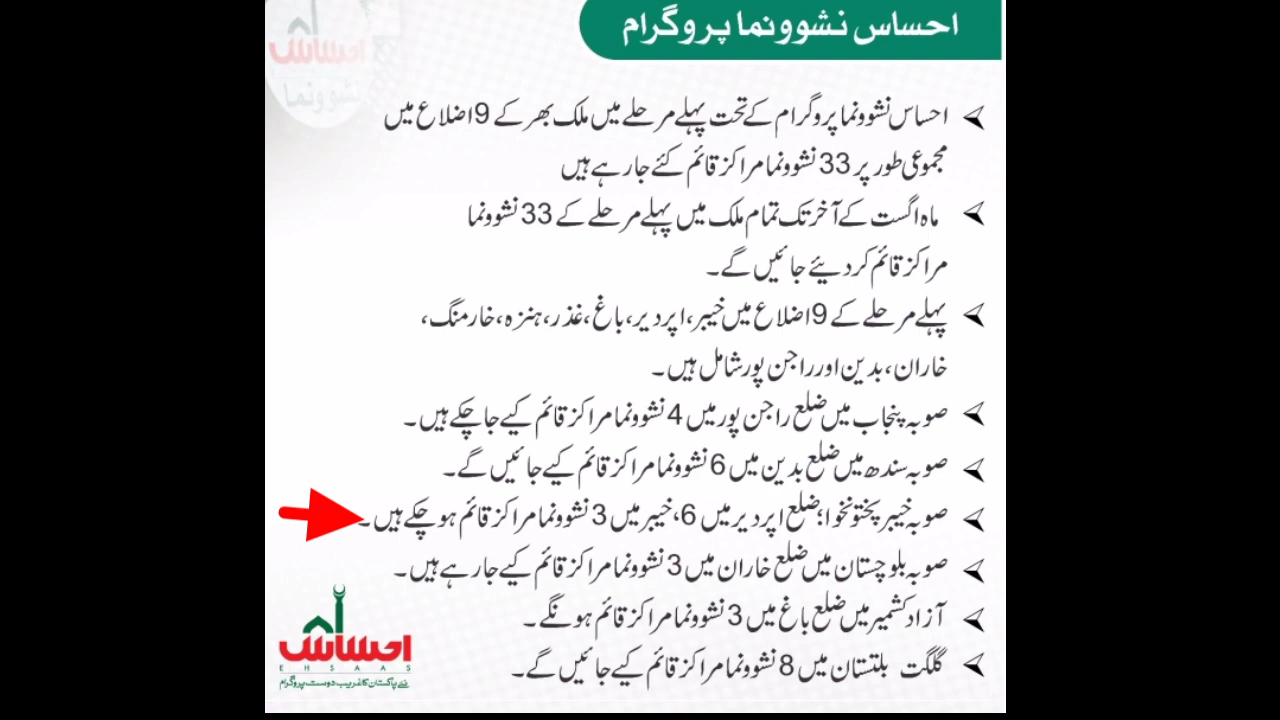 احساس نشوونما پروگرام
احساس
نشوونما
احساس نشوونما پروگرام کے تحت پہلے مرحلے میں ملک بھر کے 9 اضلاع میں
مجموعی طور پر 33 نشوونما مراکز قائم کئے جا رہے ہیں
ماہ اگست کے آخر تک تمام ملک میں پہلے مرحلے کے 33 نشوونما
مراکز قائم کر دیئے جائیں گے۔
پہلے مرحلے کے 9 اضلاع میں خیبر، اپر دیر، باغ، غذر، ہنزہ، خارمنگ،
خاران، بدین اور راجن پور شامل ہیں۔
صوبہ پنجاب میں ضلع راجن پور میں 4 نشوونما مراکز قائم کیے جا چکے ہیں۔
صوبہ سندھ میں ضلع بدین میں 6 نشوونما مراکز قائم کیے جائیں گے۔
صوبہ خیبر پختونخوا؛ ضلع اپر دیر میں 6، خیبر میں 3 نشوونما مراکز قائم ہو چکے ہیں۔
صوبہ بلوچستان میں ضلع خاران میں 3 نشوونما مراکز قائم کیے جا رہے ہیں۔
آزاد کشمیر میں ضلع باغ میں 3 نشوونما مراکز قائم ہونگے۔
گلگت بلتستان میں 8 نشوونما مراکز قائم کیے جائیں گے۔
احساس
EHSAAS
نئے پاکستان کا غریب دوست پروگرام